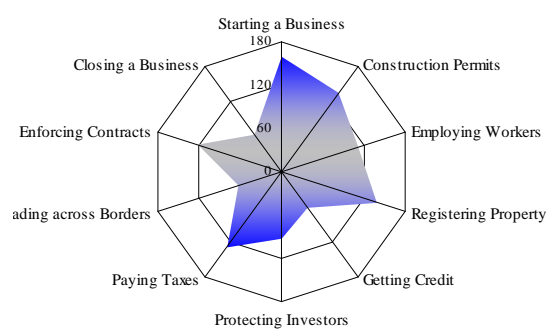 Starting a Business
180
Closing a Business
Construction Permits
120
Enforcing Contracts
60
Employing Workers
0
ading across Borders
Registering Property
Paying Taxes
Getting Credit
Protecting Investors